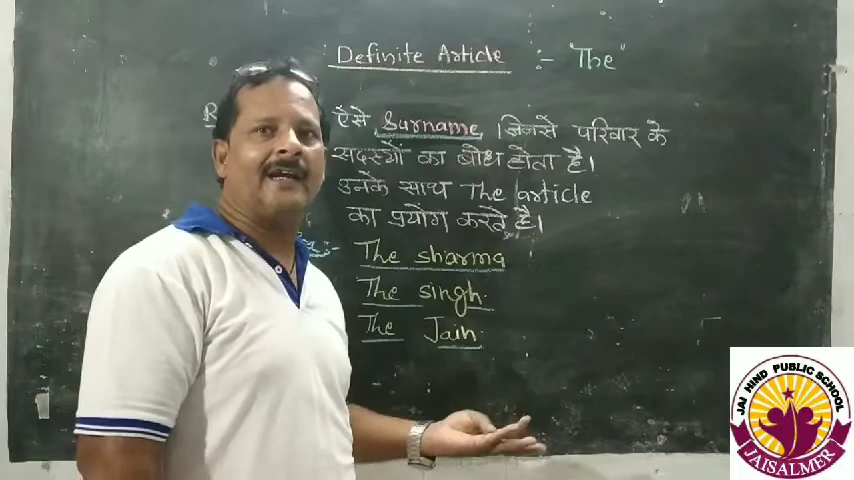 Definite Article :- "The"
ऐसे Surname, जिनसे परिवार के
सदस्यों का बोध होता है।
उनके साथ The article
का प्रयोग करते है।
:- The sharma
The singh.
The Jain.
JAI HIND PUBLIC SCHOOL
JAISALMER